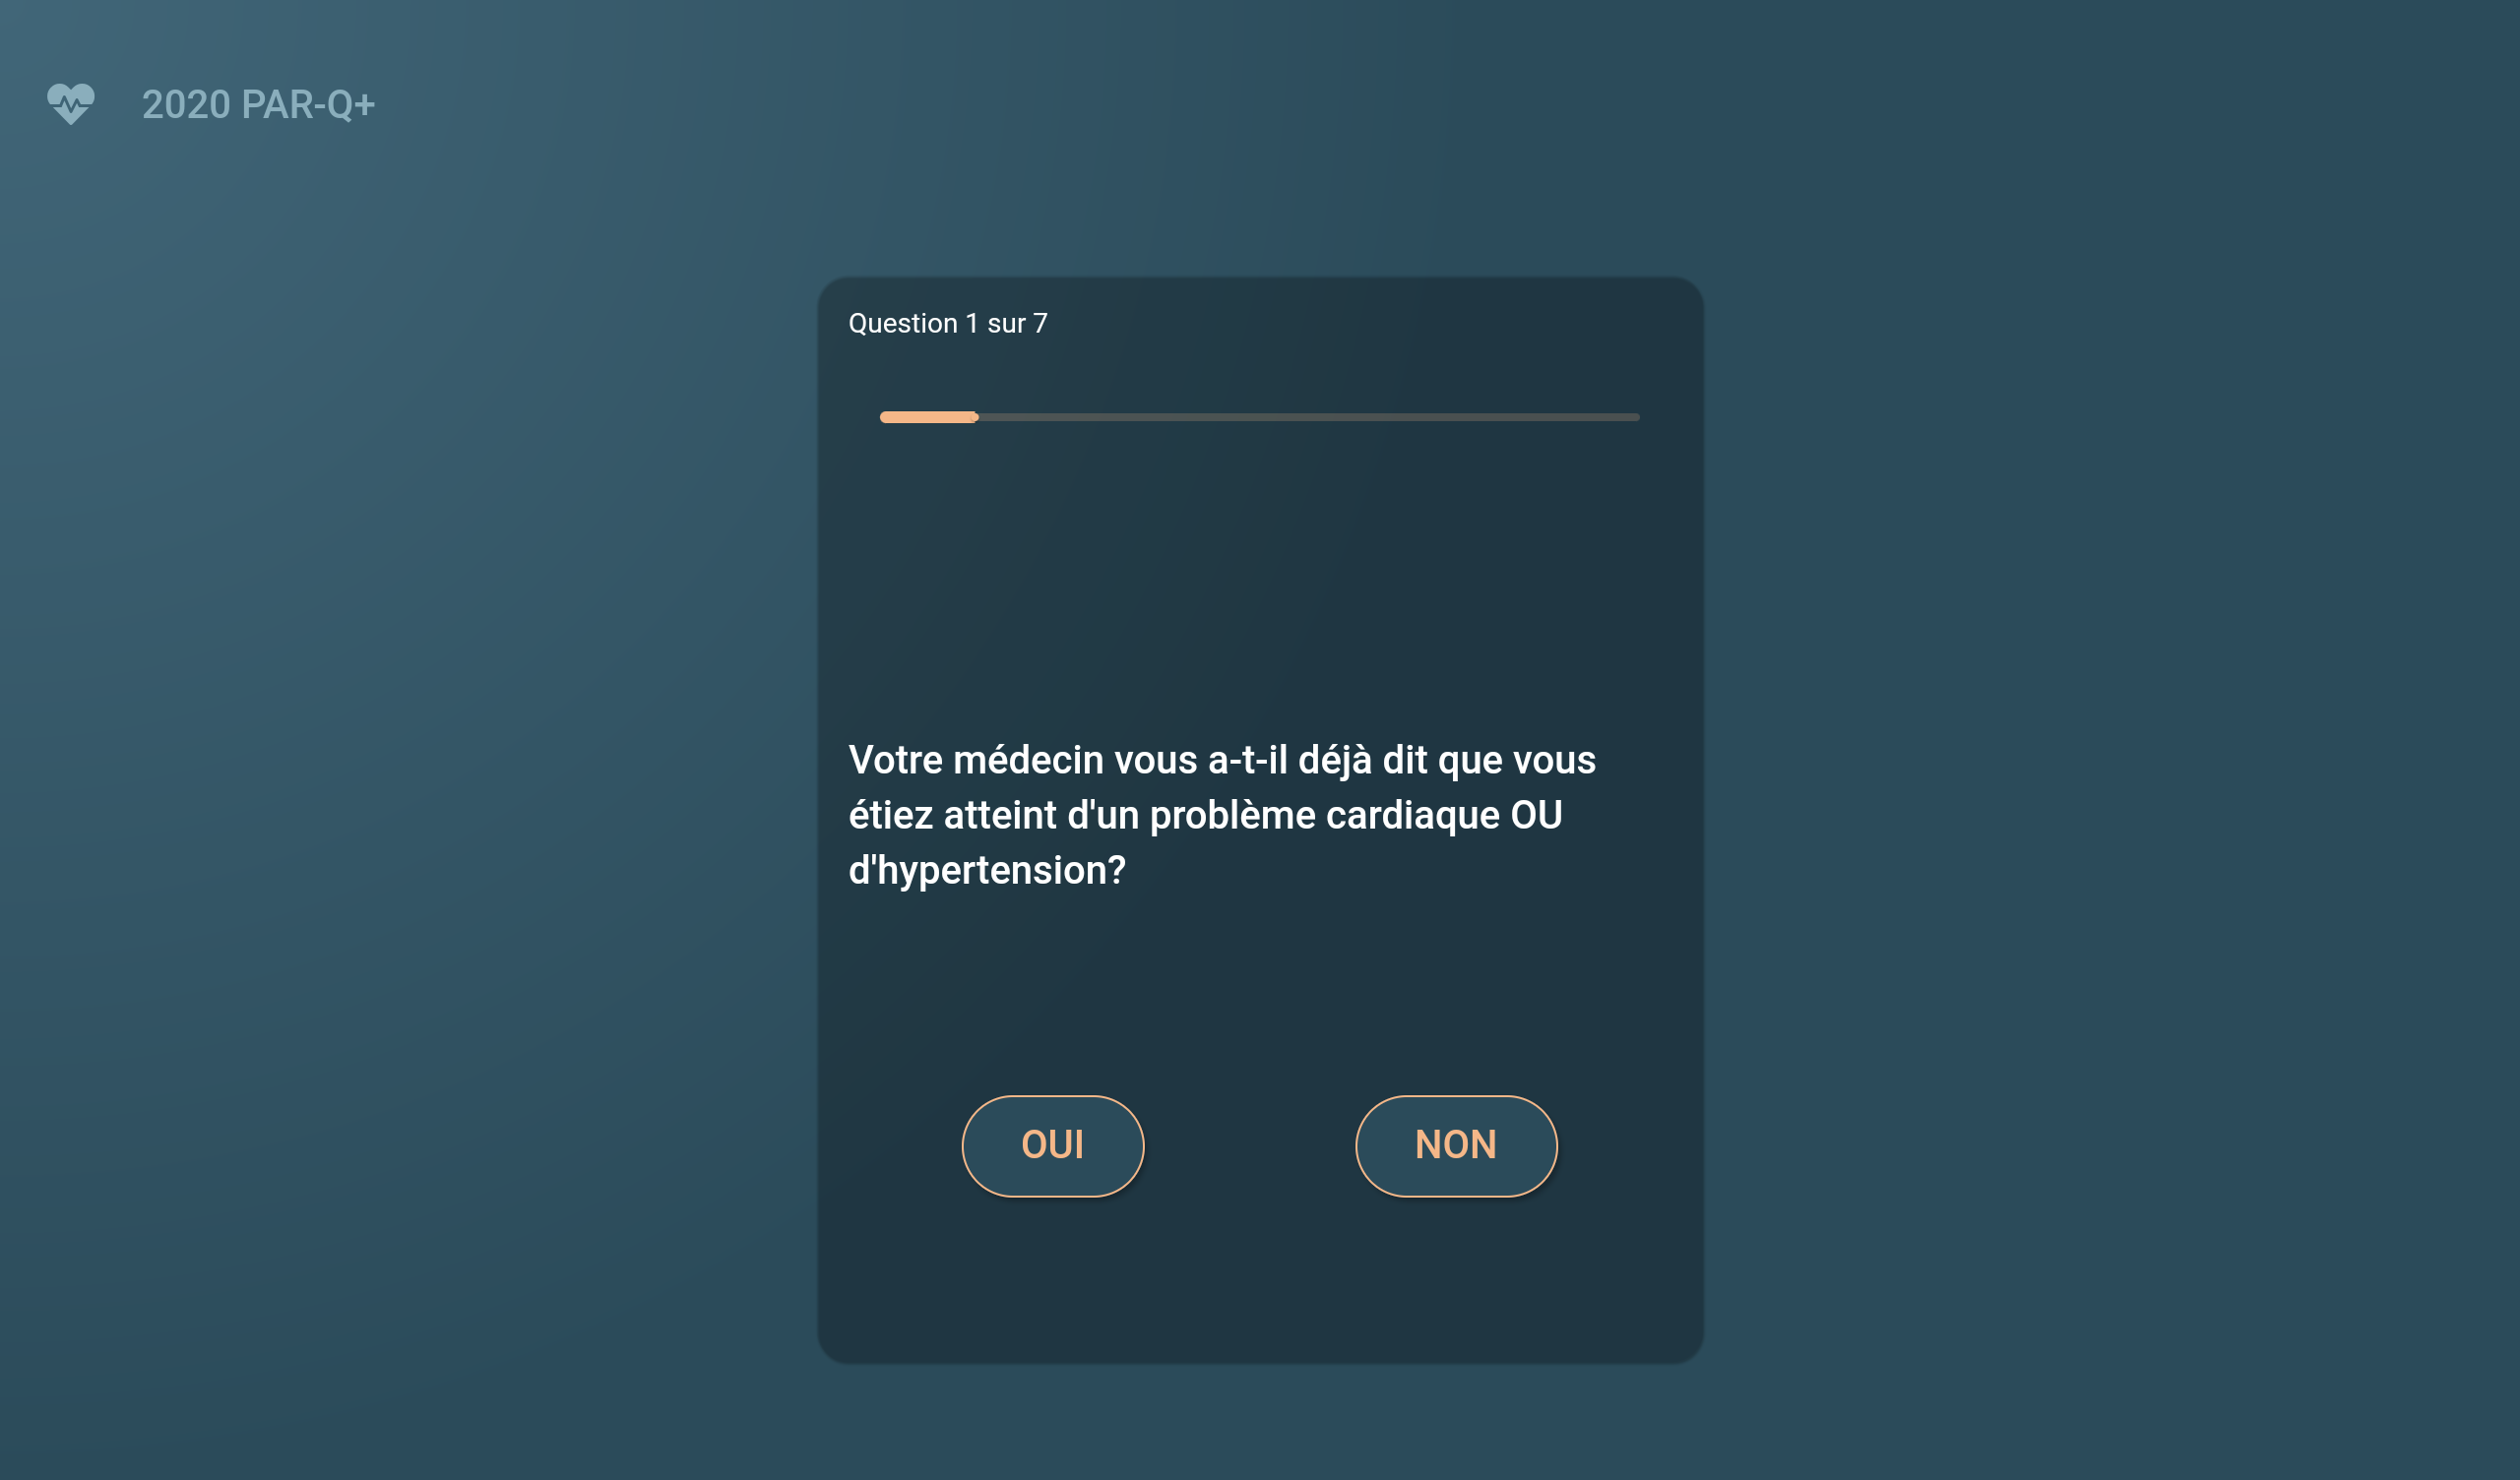 2020 PAR-Q+
Question 1 sur 7
Votre médecin vous a-t-il déjà dit que vous
étiez atteint d'un problème cardiaque OU
d'hypertension?
OUI
NON